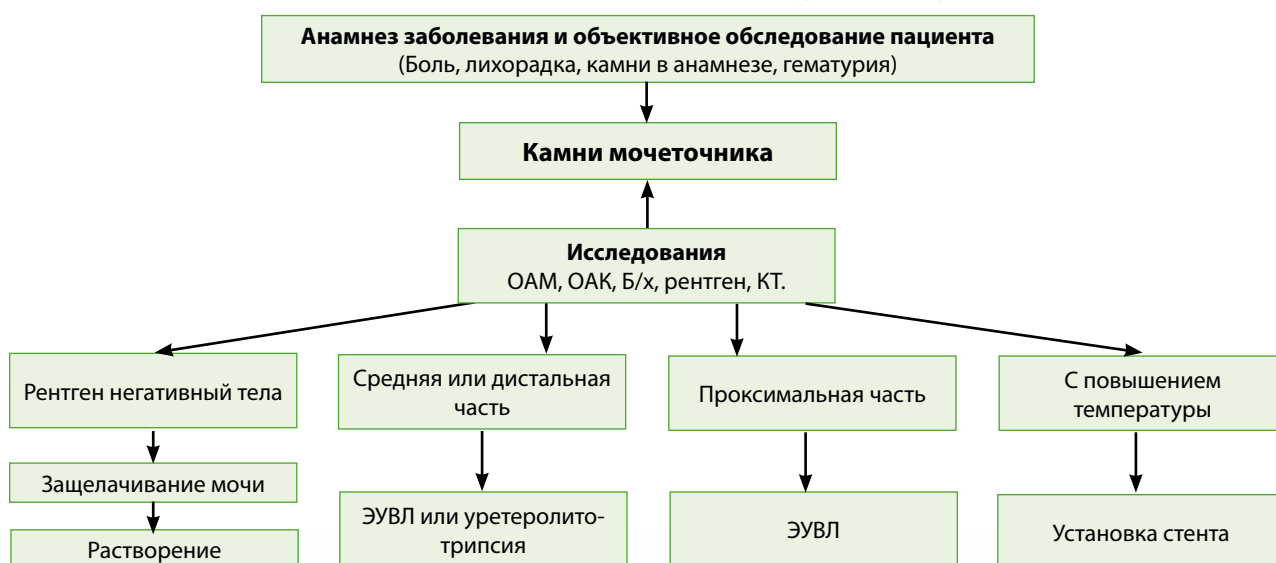 Анамнез заболевания и объективное обследование пациента
(Боль, лихорадка, камни в анамнезе, гематурия)
Камни мочеточника
Исследования
ОАМ, ОАК, Б/х, рентген, КТ.
Рентген негативный тела
Средняя или дистальная
часть
Проксимальная часть
С повышением
температуры
Защелачивание мочи
Растворение
ЭУВЛ или уретеролито-
трипсия
ЭУВЛ
Установка стента